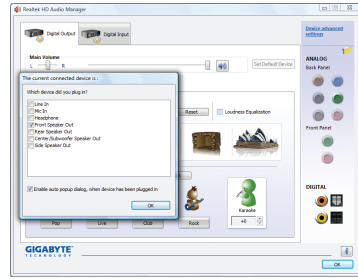 Realtek HD Audio Manager
Digital Output
Digital Input
Device advanced
settings
Main Volume
L
R
Set Default Device
ANALOG
Back Panel
The current connected device is :
Which device did you plug in?
Line In
Mic In
Headphone
Front Speaker Out
Rear Speaker Out
Center/Subwoofer Speaker Out
Side Speaker Out
Reset
Loudness Equalization
Front Panel
Enable auto popup dialog, when device has been plugged in
OK
DIGITAL
Karaoke
Pop
Live
Club
Rock
+0
GIGABYTE
TECHNOLOGY
OK